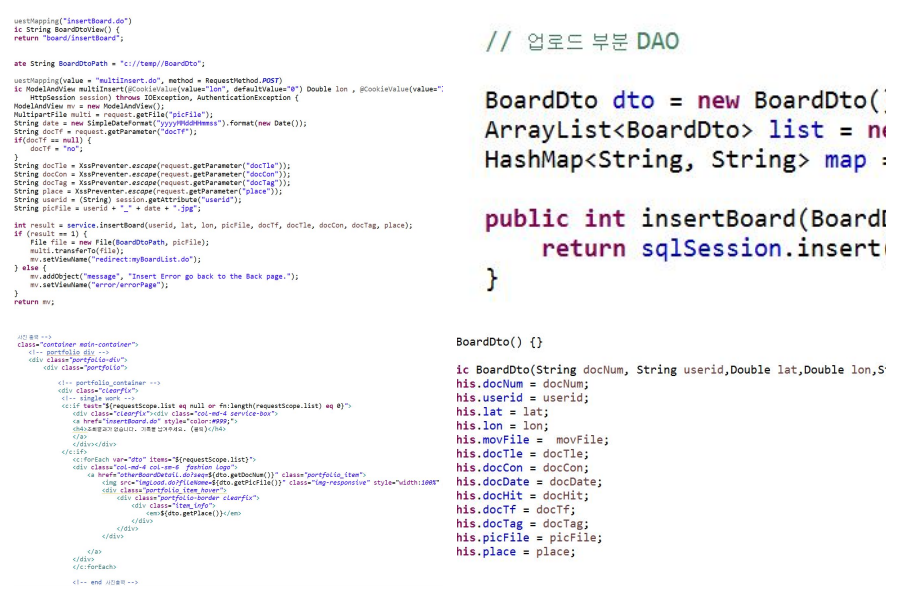 uestMapping("insertBoard.do")
ic String BoardDtoView() {
return "board/insertBoard";
ate String BoardDtoPath = "c://temp//BoardDto";
uestMapping(value = "multiInsert.do", method = RequestMethod.POST)
ic ModelAndView multiInsert(@CookieValue(value="lon", defaultValue="0") Double lon , @CookieValue(value="
HttpSession session) throws IOException, AuthenticationException {
ModelAndView mv = new ModelAndView();
MultipartFile multi = request.getFile("picFile");
String date = new SimpleDateFormat("yyyyMMddHHmmss").format(new Date());
String docTf = request.getParameter("docTf");
if(docTf == null) {
docTf = "no";
}
String docTle = XssPreventer.escape(request.getParameter("docTle"));
String docCon = XssPreventer.escape(request.getParameter("docCon"));
String docTag = XssPreventer.escape(request.getParameter("docTag"));
String place = XssPreventer.escape(request.getParameter("place"));
String userid = (String) session.getAttribute("userid");
String picFile = userid + "_" + date + ".jpg";
int result = service.insertBoard(userid, lat, lon, picFile, docTf, docTle, docCon, docTag, place);
if (result == 1) {
File file = new File(BoardDtoPath, picFile);
multi.transferTo(file);
mv.setViewName("redirect:myBoardList.do");
} else {
mv.addObject("message", "Insert Error go back to the Back page.");
mv.setViewName("error/errorPage");
}
return mv;
// 업로드 부분 DAO
BoardDto dto = new BoardDto()
ArrayList<BoardDto> list = ne
HashMap<String, String> map =
public int insertBoard(BoardD
return sqlSession.insert(
}
사진 출력 -->
class="container main-container">
<!-- portfolio div -->
<div class="portfolio-div">
<div class="portfolio">
<!-- portfolio_container -->
<div class="clearfix">
<!-- single work -->
<c:if test="${requestScope.list eq null or fn:length(requestScope.list) eq 0}">
<div class="clearfix"><div class="col-md-4 service-box">
<a href="insertBoard.do" style="color:#999;">
<h4>조회결과가 없습니다. 기록을 남겨주세요. (클릭)</h4>
</a>
</div></div>
</c:if>
<c:forEach var="dto" items="${requestScope.list}">
<div class="col-md-4 col-sm-6 fashion logo">
<a href="otherBoardDetail.do?seq=${dto.getDocNum()}" class="portfolio_item">
<img src="imgLoad.do?fileName=${dto.getPicFile()}" class="img-responsive" style="width:100%"
<div class="portfolio_item_hover">
<div class="portfolio-border clearfix">
<div class="item_info">
<em>${dto.getPlace()}</em>
</div>
</div>
</div>
</a>
</div>
</c:forEach>
<!-- end 사진출력 -->
BoardDto() {}
ic BoardDto(String docNum, String userid,Double lat,Double lon,S
his.docNum = docNum;
his.userid = userid;
his.lat = lat;
his.lon = lon;
his.movFile = movFile;
his.docTle = docTle;
his.docCon = docCon;
his.docDate = docDate;
his.docHit = docHit;
his.docTf = docTf;
his.docTag = docTag;
his.picFile = picFile;
his.place = place;